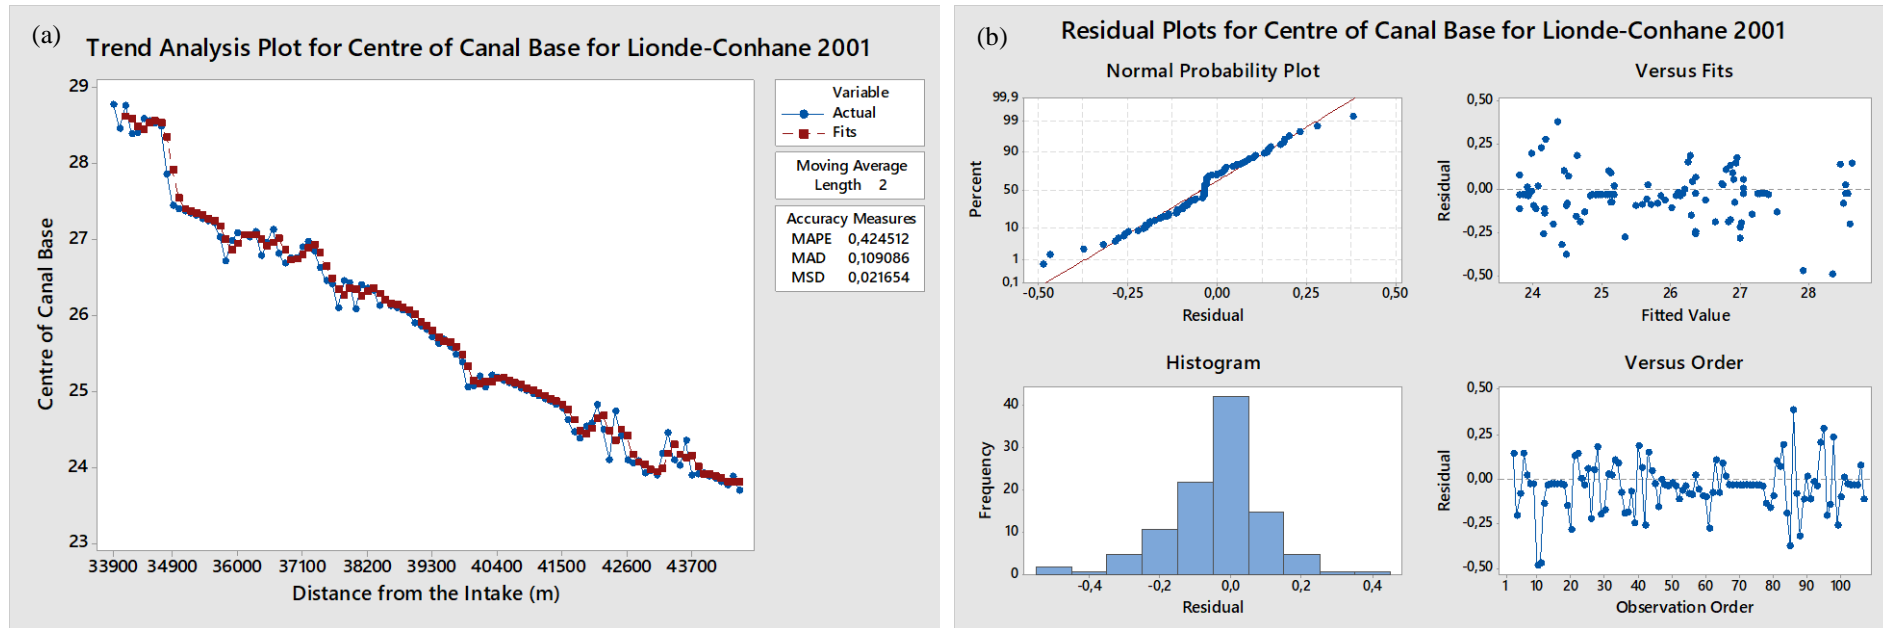 (a)
Trend Analysis Plot for Centre of Canal Base for Lionde-Conhane 2001
29
28
27
26
25
24
23
Centre of Canal Base
33900 34900 36000 37100 38200 39300 40400 41500 42600 43700
Distance from the Intake (m)
Variable
Actual
Fits
Moving Average
Length 2
Accuracy Measures
MAPE 0,424512
MAD 0,109086
MSD 0,021654
(b)
Residual Plots for Centre of Canal Base for Lionde-Conhane 2001
Normal Probability Plot
99,9
99
90
50
10
1
0,1
Percent
-0,50 -0,25 0,00 0,25 0,50
Residual
Versus Fits
0,50
0,25
0,00
-0,25
-0,50
Residual
24 25 26 27 28
Fitted Value
Histogram
40
30
20
10
0
Frequency
-0,4 -0,2 0,0 0,2 0,4
Residual
Versus Order
0,50
0,25
0,00
-0,25
-0,50
Residual
1 10 20 30 40 50 60 70 80 90 100
Observation Order